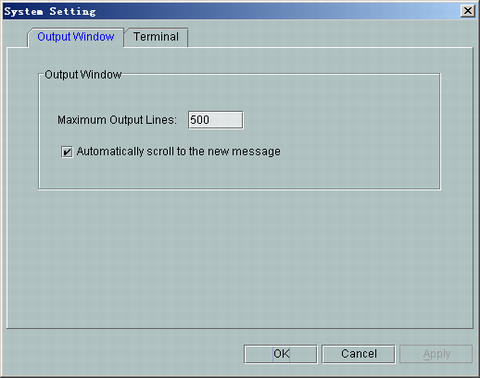 System Setting
Output Window Terminal
Output Window
Maximum Output Lines: 500
Automatically scroll to the new message
OK Cancel Apply